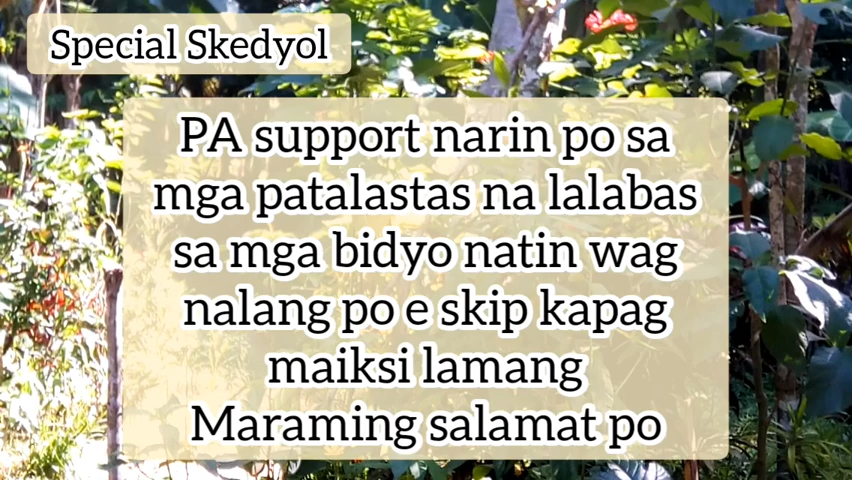 Special Skedyol
PA support narin po sa
mga patalastas na lalabas
sa mga bidyo natin wag
nalang po e skip kapag
maiksi lamang
Maraming salamat po